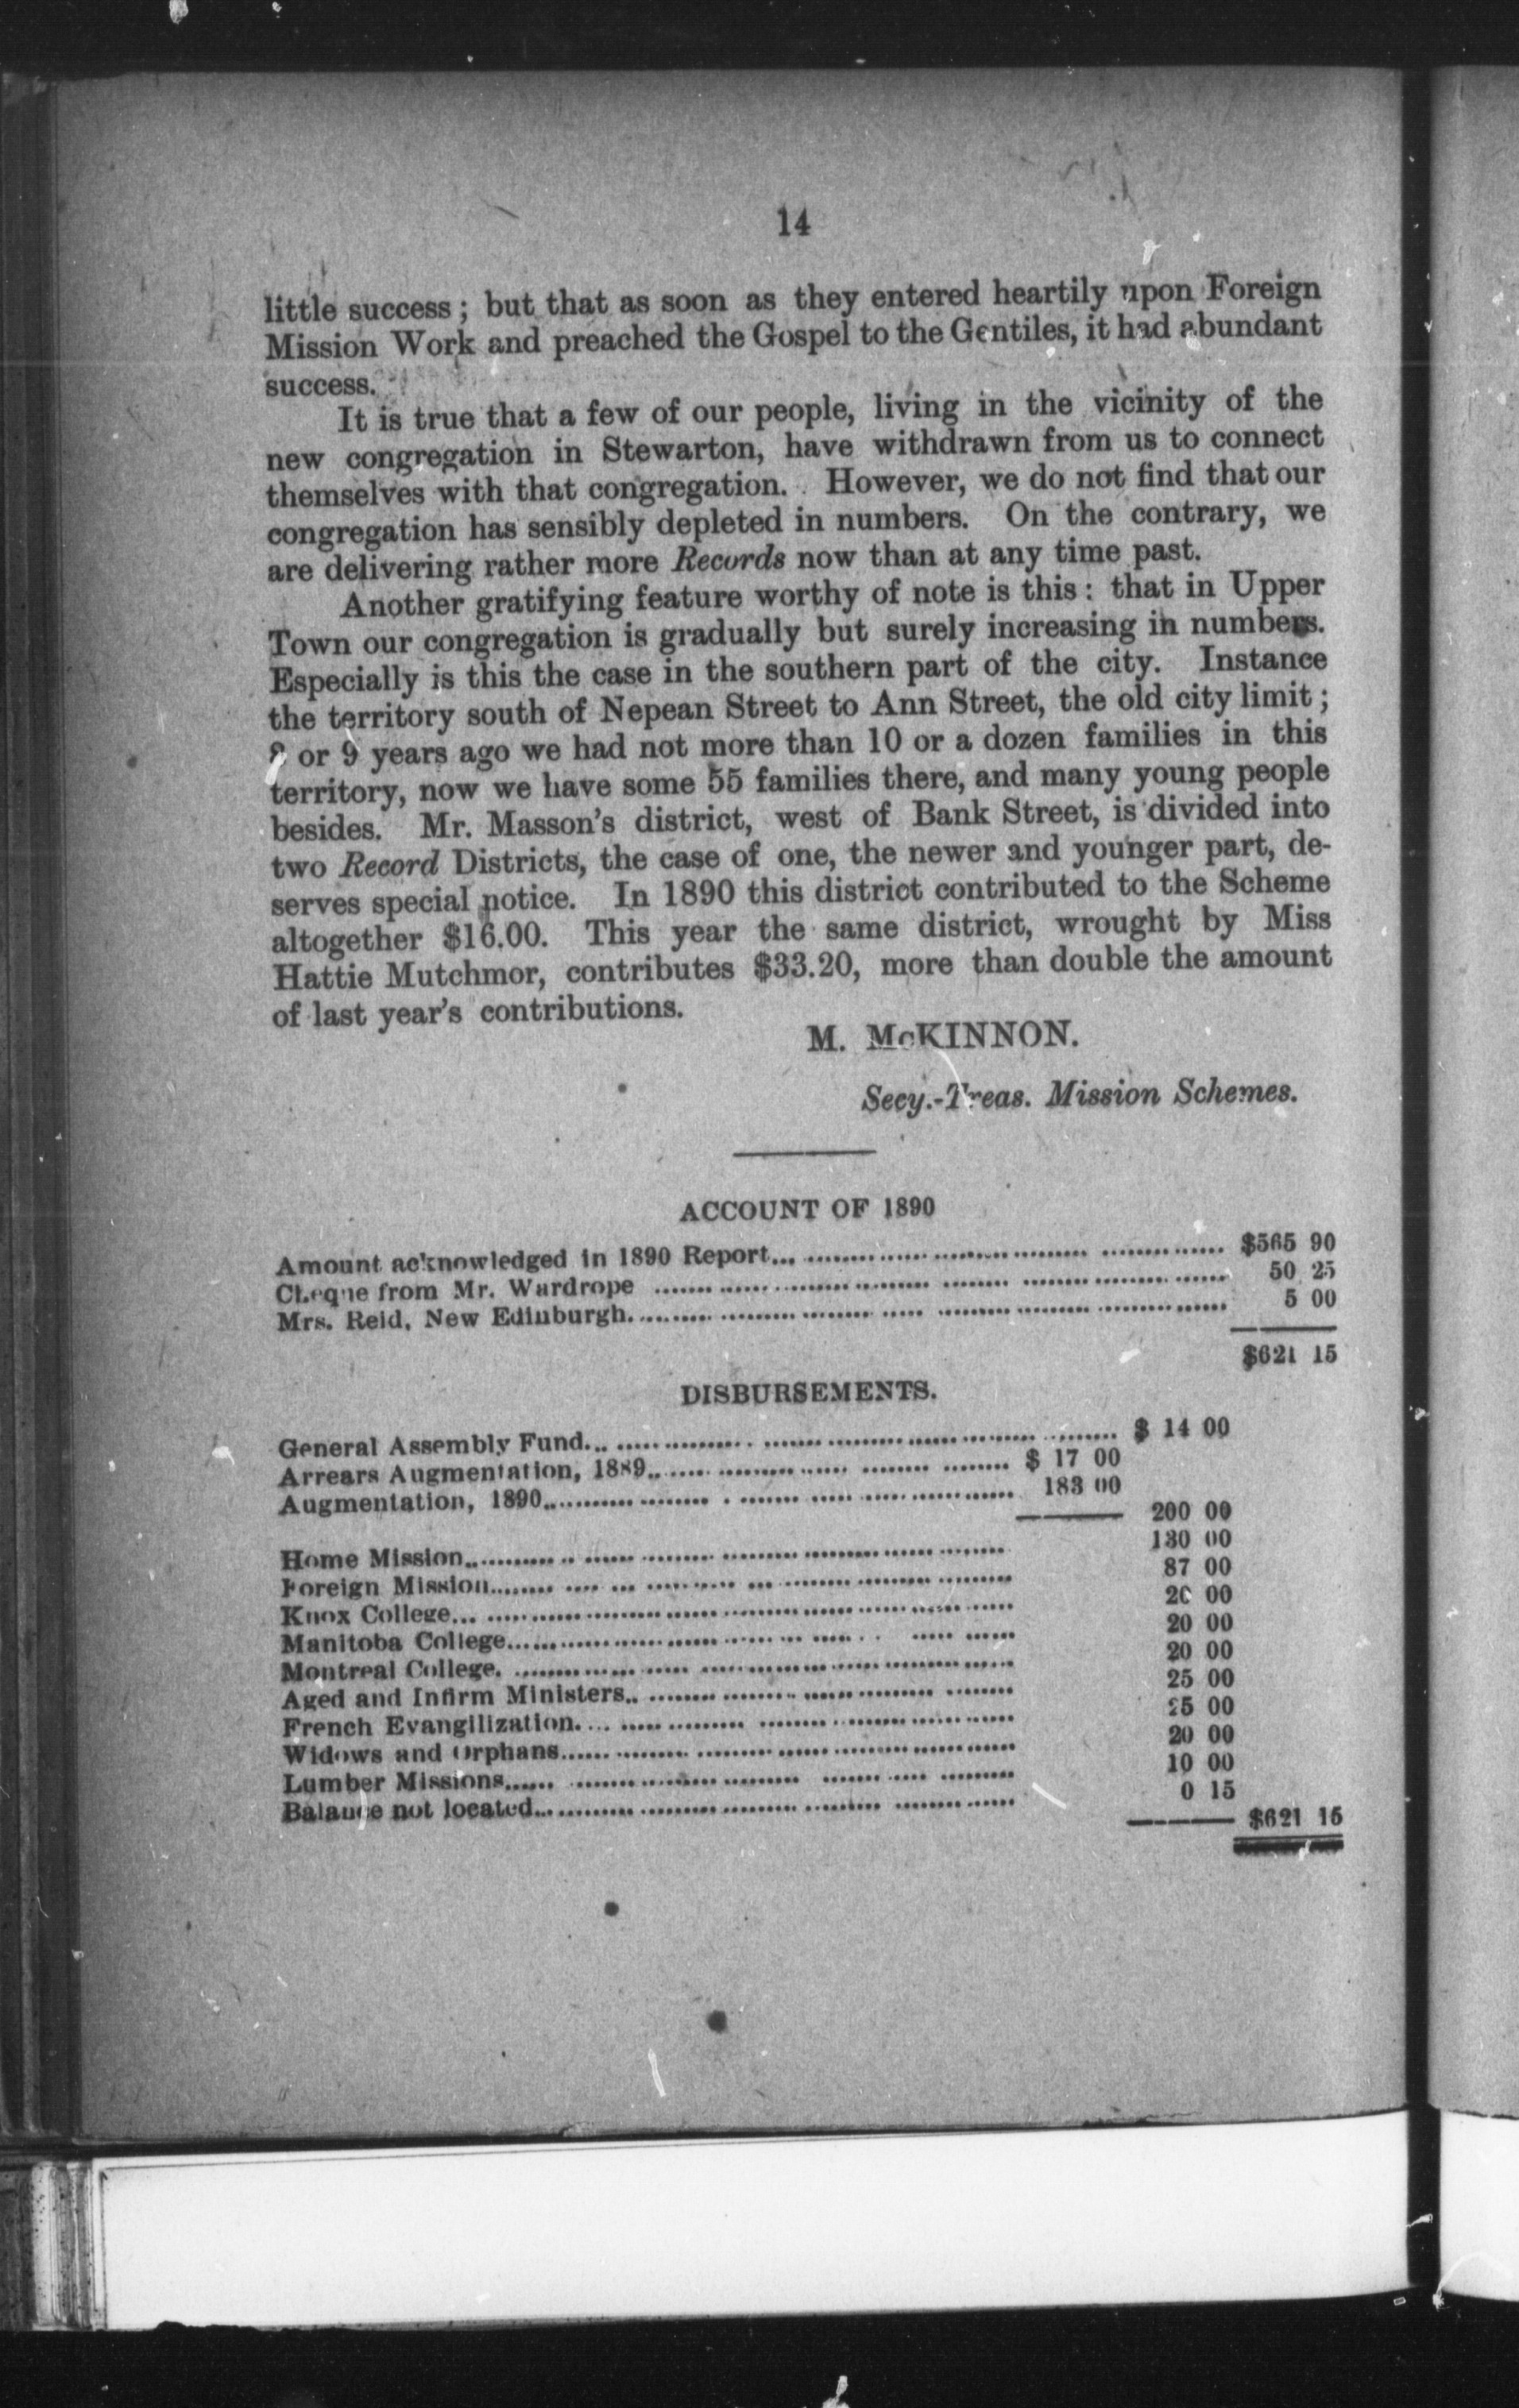 14
little success; but that as soon as they entered heartily upon Foreign
Mission Work and preached the Gospel to the Gentiles, it had abundant
success.
It is true that a few of our people, living in the vicinity of the
new congregation in Stewarton, have withdrawn from us to connect
themselves with that congregation. However, we do not find that our
congregation has sensibly depleted in numbers. On the contrary, we
are delivering rather more Records now than at any time past.
Another gratifying feature worthy of note is this: that in Upper
Town our congregation is gradually but surely increasing in numbers.
Especially is this the case in the southern part of the city. Instance
the territory south of Nepean Street to Ann Street, the old city limit;
8 or 9 years ago we had not more than 10 or a dozen families in this
territory, now we have some 55 families there, and many young people
besides. Mr. Masson's district, west of Bank Street, is divided into
two Record Districts, the case of one, the newer and younger part, de-
serves special notice. In 1890 this district contributed to the Scheme
altogether $16.00. This year the same district, wrought by Miss
Hattie Mutchmor, contributes $33.20, more than double the amount
of last year's contributions.
M. McKINNON.
Secy.-Treas. Mission Schemes.
ACCOUNT OF 1890
Amount acknowledged in 1890 Report... $565 90
Cheque from Mr. Wardrope ... 50 25
Mrs. Reid, New Edinburgh... 5 00
$621 15
DISBURSEMENTS.
General Assembly Fund... $ 14 00
Arrears Augmentation, 1889... $ 17 00
Augmentation, 1890... 183 00
200 00
Home Mission... 180 00
Foreign Mission... 87 00
Knox College... 20 00
Manitoba College... 20 00
Montreal College... 20 00
Aged and Infirm Ministers... 25 00
French Evangilization... 25 00
Widows and Orphans... 20 00
Lumber Missions... 10 00
Balance not located... 0 15
$621 15